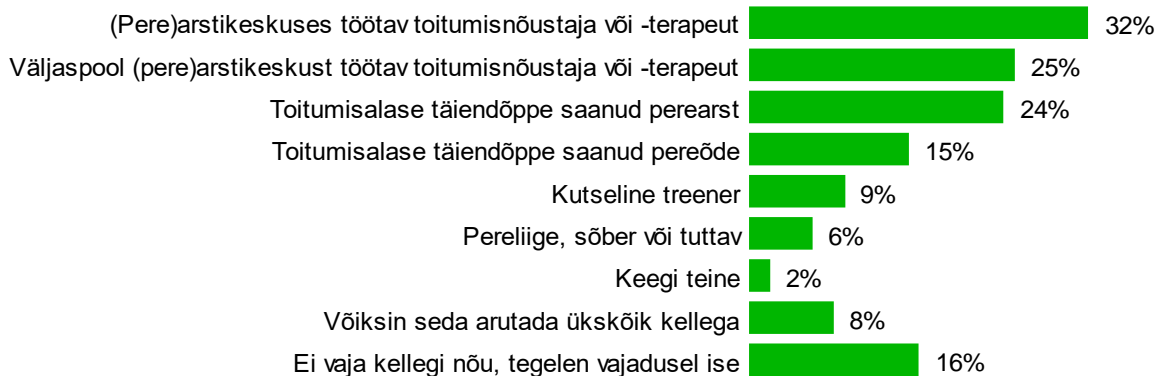 (Pere)arstikeskuses töötav toitumisnõustaja või -terapeut 32%
Väljaspool (pere)arstikeskust töötav toitumisnõustaja või -terapeut 25%
Toitumisalase täiendõppe saanud perearst 24%
Toitumisalase täiendõppe saanud pereõde 15%
Kutseline treener 9%
Pereliige, sõber või tuttav 6%
Keegi teine 2%
Võiksin seda arutada ükskõik kellega 8%
Ei vaja kellegi nõu, tegelen vajadusel ise 16%